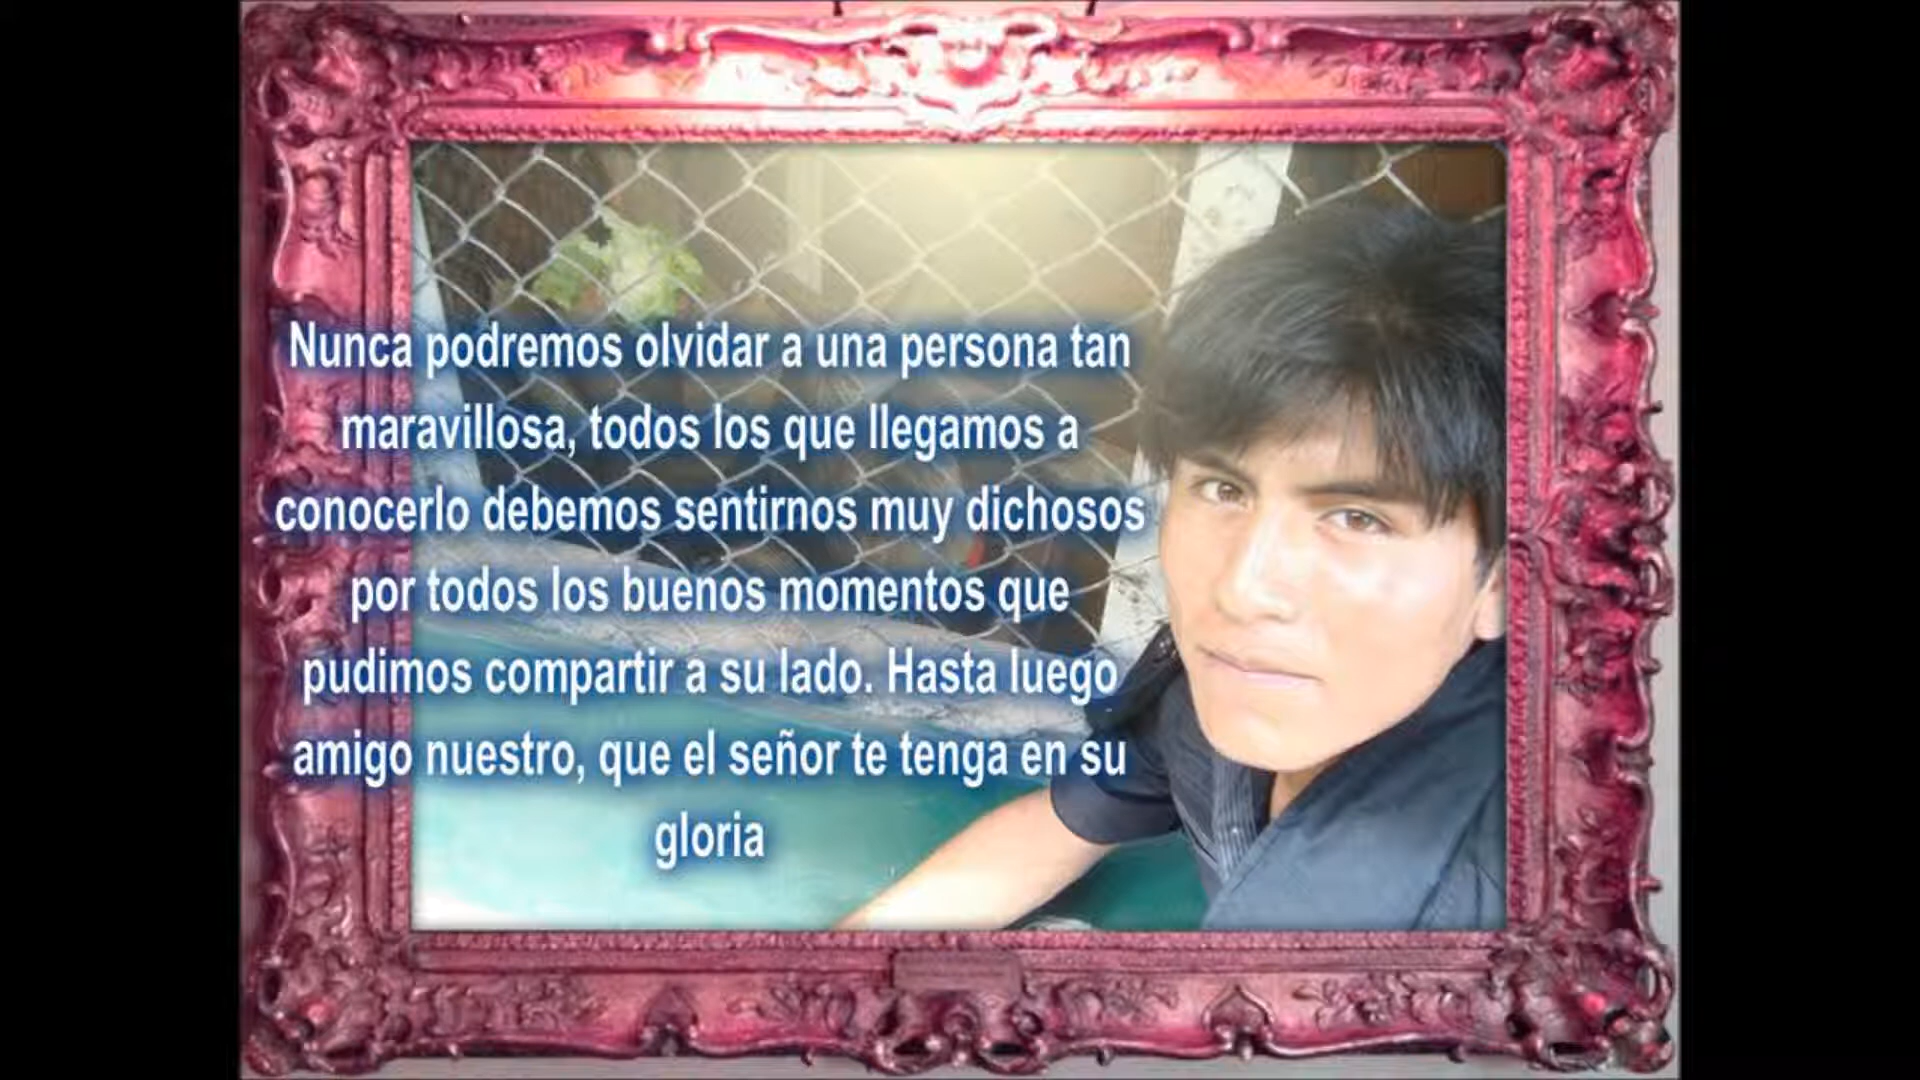 Nunca podremos olvidar a una persona tan
maravillosa, todos los que llegamos a
conocerlo debemos sentirnos muy dichosos
por todos los buenos momentos que
pudimos compartir a su lado. Hasta luego
amigo nuestro, que el señor te tenga en su
gloria